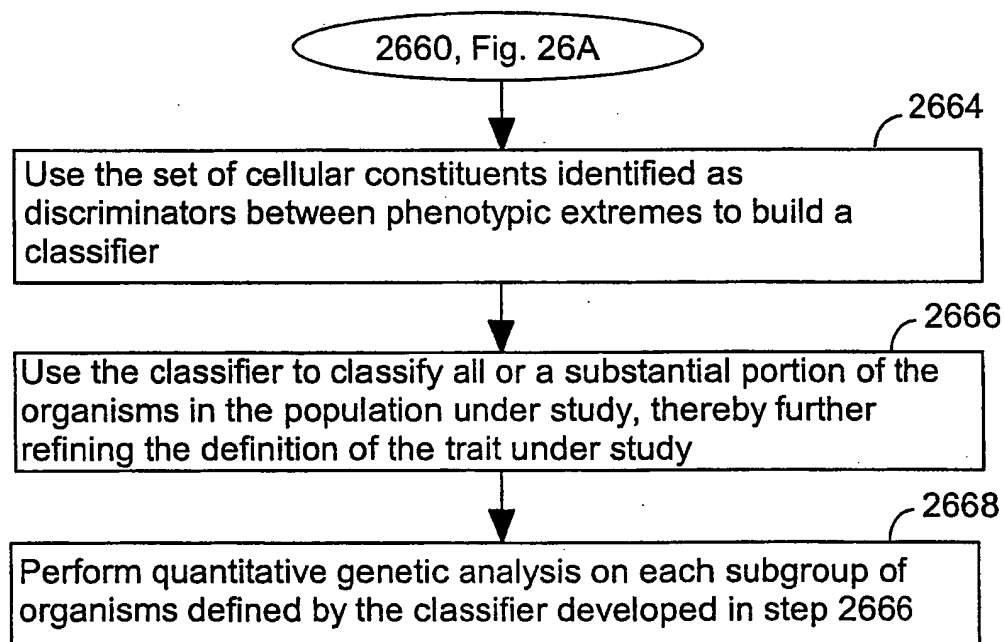 2660, Fig. 26A
2664
Use the set of cellular constituents identified as
discriminators between phenotypic extremes to build a
classifier
2666
Use the classifier to classify all or a substantial portion of the
organisms in the population under study, thereby further
refining the definition of the trait under study
2668
Perform quantitative genetic analysis on each subgroup of
organisms defined by the classifier developed in step 2666